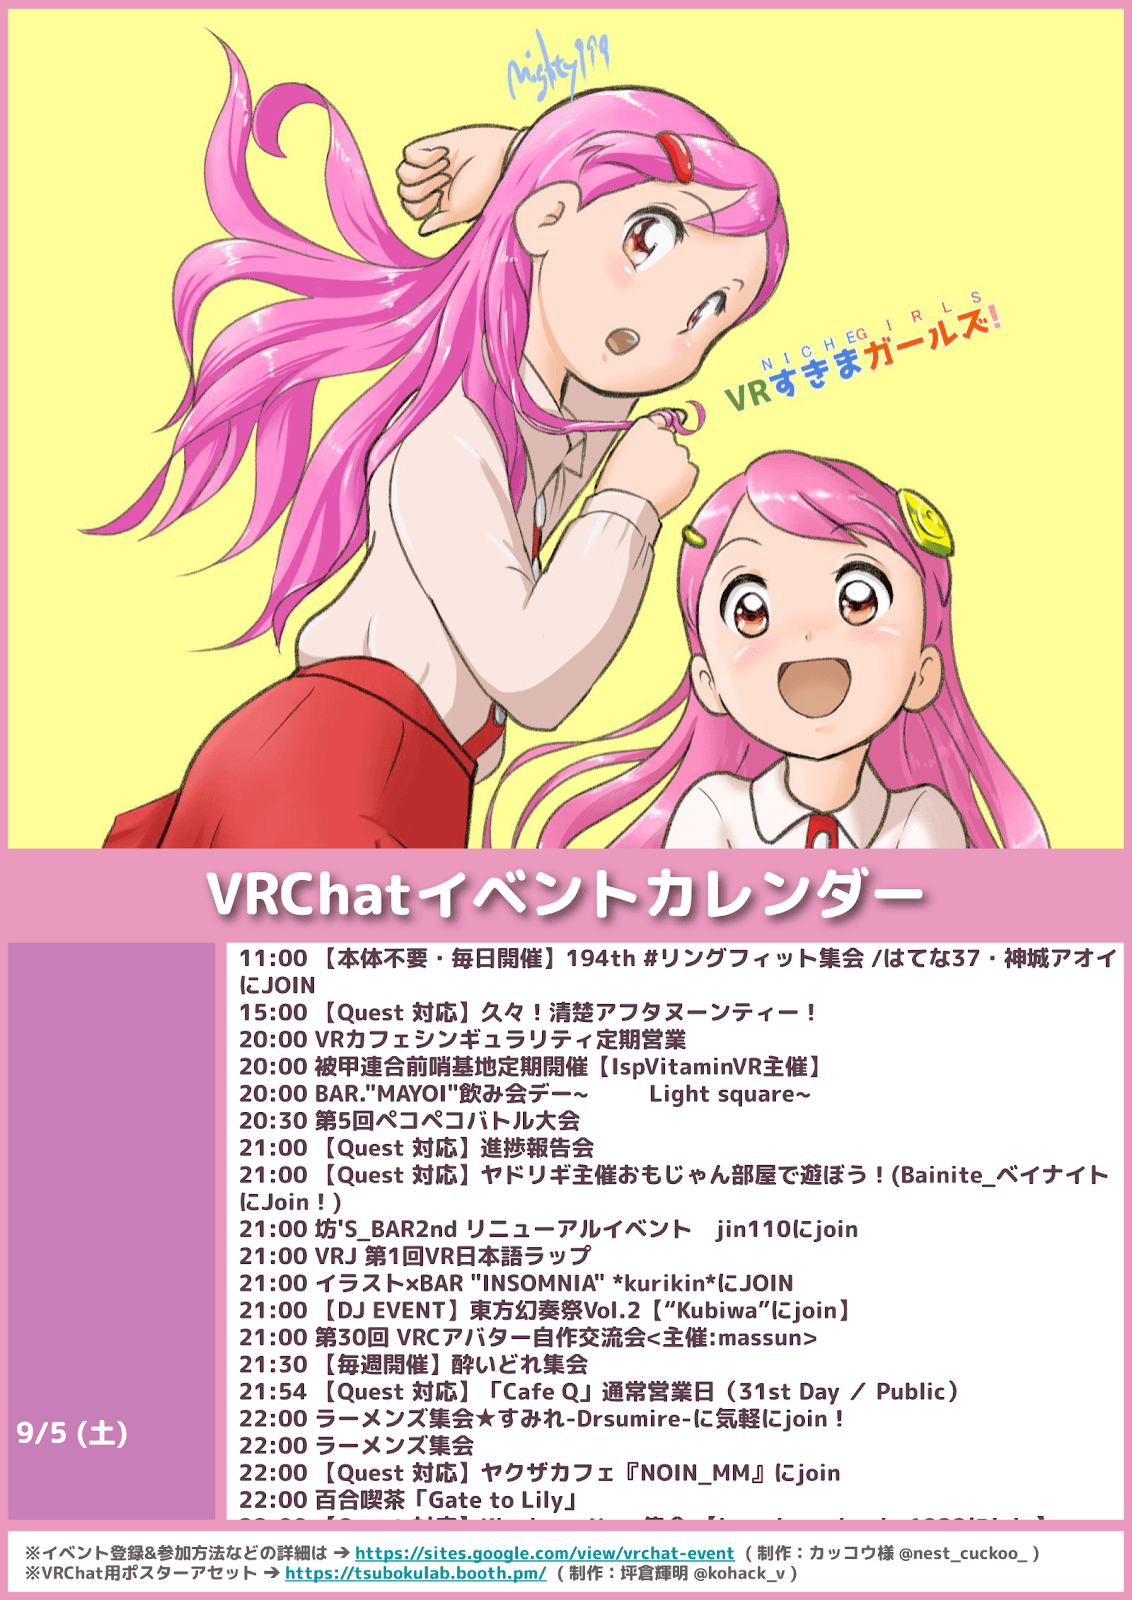 mighty999
NICHE GIRLS
VRすきまガールズ!
VRChatイベントカレンダー
9/5 (土)
11:00 【本体不要・毎日開催】194th #リングフィット集会 /はてな37・神城アオイ
にJOIN
15:00 【Quest 対応】久々！清楚アフタヌーンティー！
20:00 VRカフェシンギュラリティ定期営業
20:00 被甲連合前哨基地定期開催【IspVitaminVR主催】
20:00 BAR."MAYOI"飲み会デー~　　Light square~
20:30 第5回ペコペコバトル大会
21:00 【Quest 対応】進捗報告会
21:00 【Quest 対応】ヤドリギ主催おもじゃん部屋で遊ぼう！(Bainite_ベイナイト
にJoin！)
21:00 坊'S_BAR2nd リニューアルイベント　jin110にjoin
21:00 VRJ 第1回VR日本語ラップ
21:00 イラスト×BAR "INSOMNIA" *kurikin*にJOIN
21:00 【DJ EVENT】東方幻奏祭Vol.2【“Kubiwa”にjoin】
21:00 第30回 VRCアバター自作交流会<主催:massun>
21:30 【毎週開催】酔いどれ集会
21:54 【Quest 対応】「Cafe Q」通常営業日（31st Day ／ Public）
22:00 ラーメンズ集会★すみれ-Drsumire-に気軽にjoin！
22:00 ラーメンズ集会
22:00 【Quest 対応】ヤクザカフェ『NOIN_MM』にjoin
22:00 百合喫茶「Gate to Lily」
※イベント登録&参加方法などの詳細は ➔ https://sites.google.com/view/vrchat-event （制作：カッコウ様 @nest_cuckoo_ )
※VRChat用ポスターアセット ➔ https://tsubokulab.booth.pm/ （制作：坪倉輝明 @kohack_v )